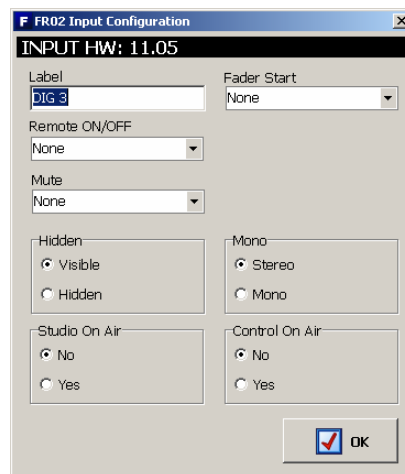 F FR02 Input Configuration
INPUT HW: 11.05
Label
Fader Start
DIG 3
None
Remote ON/OFF
None
Mute
None
Hidden
Mono
Visible
Stereo
Hidden
Mono
Studio On Air
Control On Air
No
No
Yes
Yes
OK